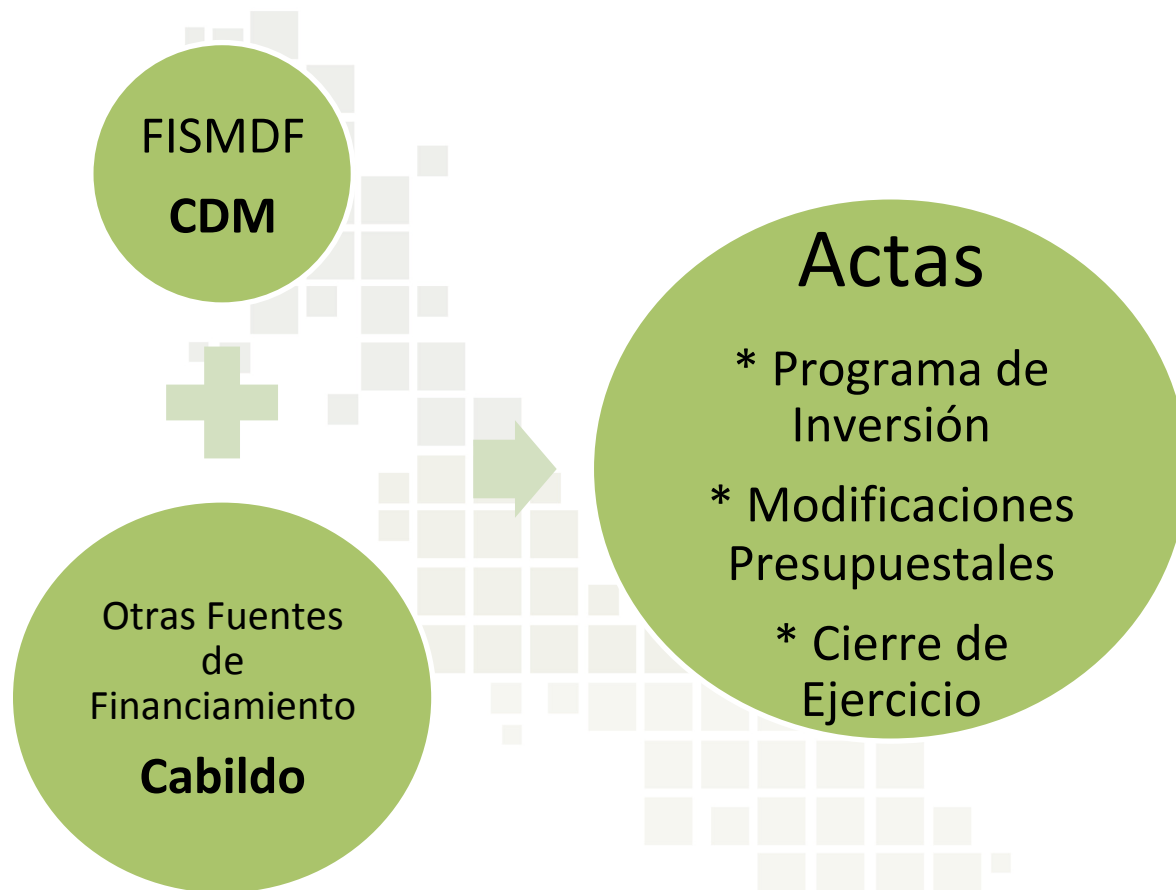 FISMDF
CDM
Otras Fuentes
de
Financiamiento
Cabildo
Actas
* Programa de
Inversión
* Modificaciones
Presupuestales
* Cierre de
Ejercicio